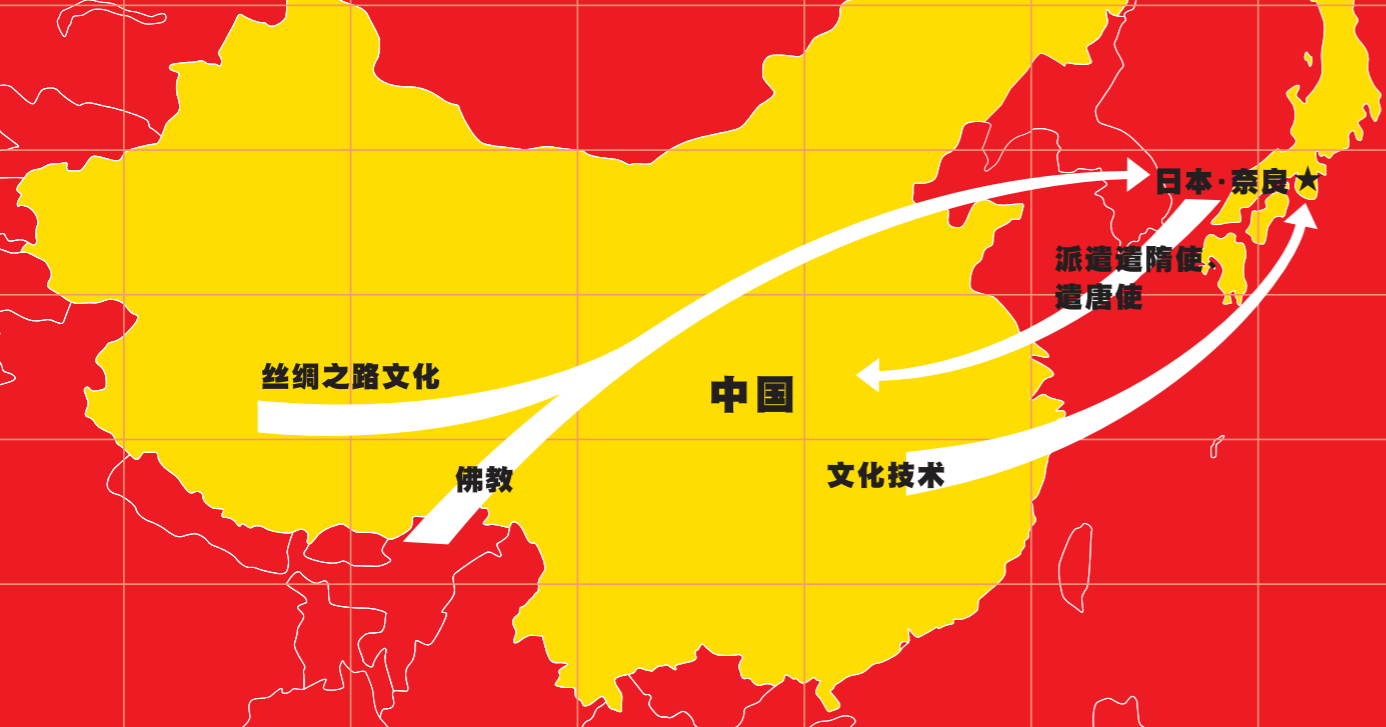 日本·奈良★
派遣遣隋使、
遣唐使
丝绸之路文化
中国
佛教
文化技术